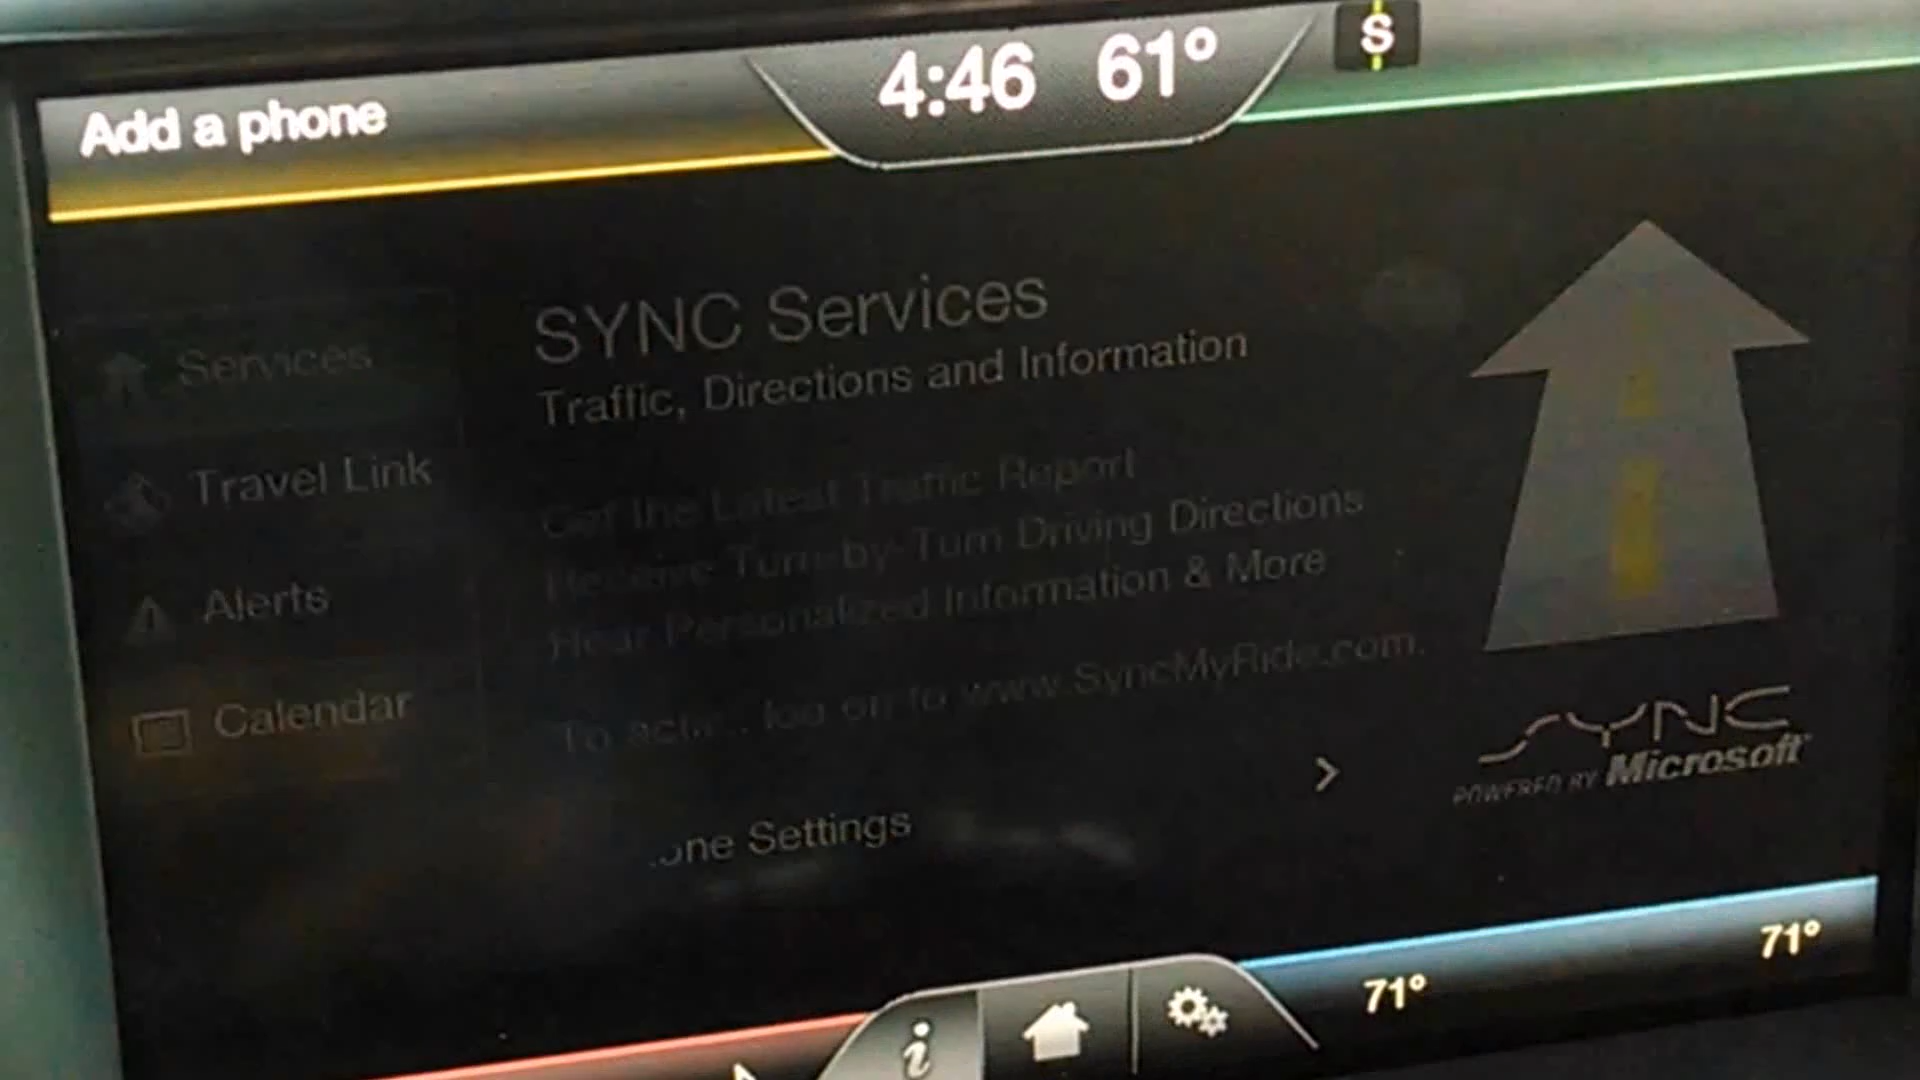 Add a phone
4:46 61°
S
Services
Travel Link
Alerts
Calendar
SYNC Services
Traffic, Directions and Information
Get the Latest Traffic Report
Receive Turn-by-Turn Driving Directions
Hear Personalized Information & More
To log on to www.SyncMyRide.com.
Settings
SYNC
POWERED BY Microsoft
71°
71°
i